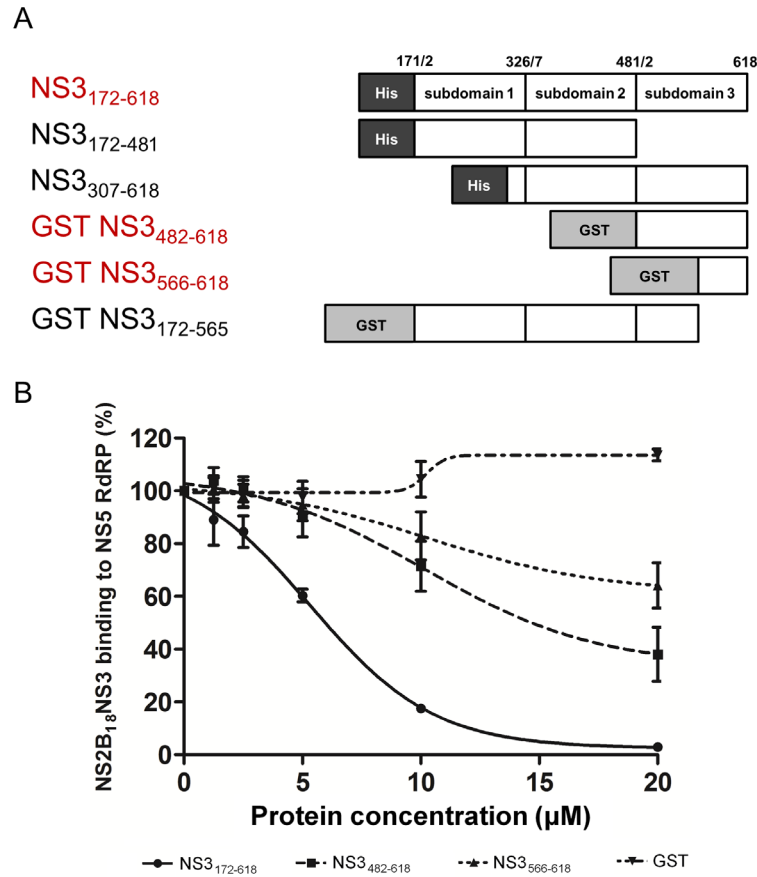 A
171/2 326/7 481/2 618
NS3172-618 His subdomain 1 subdomain 2 subdomain 3
NS3172-481 His
NS3307-618 His
GST NS3482-618 GST
GST NS3566-618 GST
GST NS3172-565 GST
B
NS2B18NS3 binding to NS5 RdRP (%)
120
100
80
60
40
20
0
0 5 10 15 20
Protein concentration (µM)
NS3172-618 NS3482-618 NS3566-618 GST